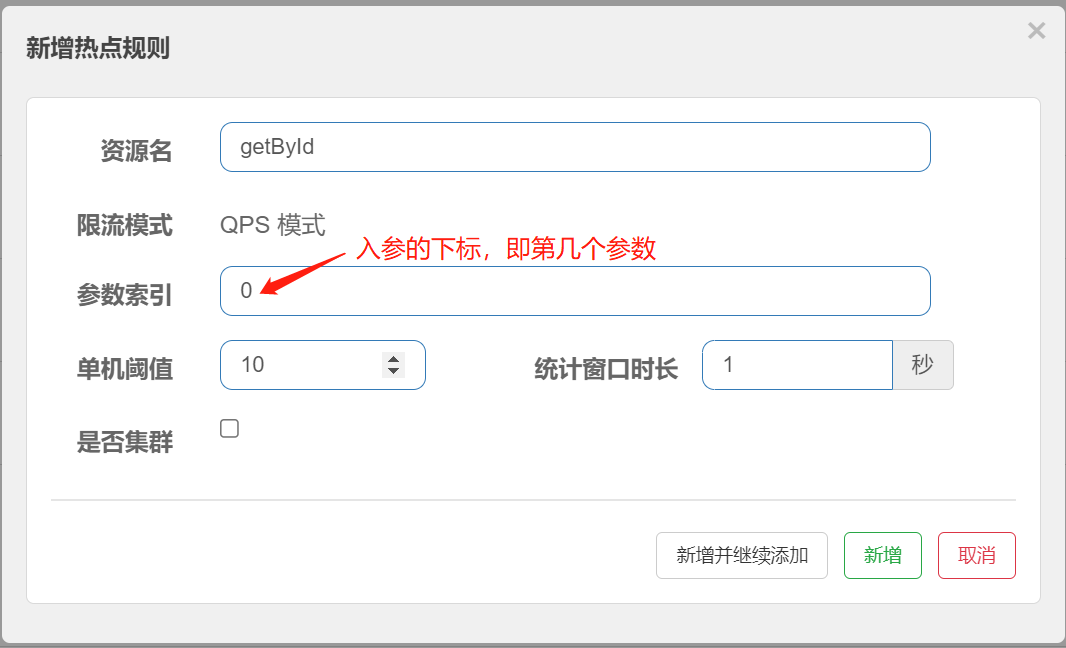 新增热点规则
×
资源名 getById
限流模式 QPS 模式
入参的下标，即第几个参数
参数索引 0
单机阈值 10 统计窗口时长 1 秒
是否集群
新增并继续添加 新增 取消